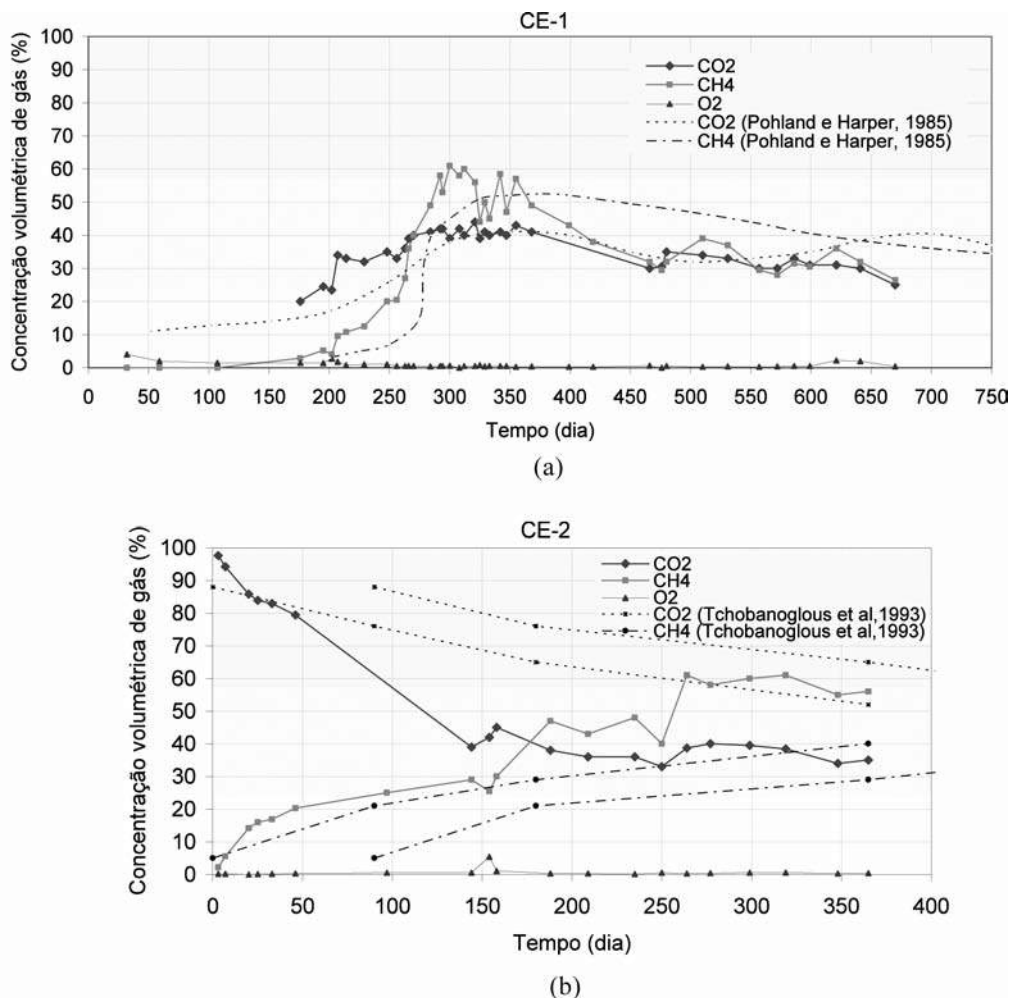 CE-1
Concentração volumétrica de gás (%)
100
90
80
70
60
50
40
30
20
10
0
CO2
CH4
O2
CO2 (Pohland e Harper, 1985)
CH4 (Pohland e Harper, 1985)
0 50 100 150 200 250 300 350 400 450 500 550 600 650 700 750
Tempo (dia)
(a)
CE-2
Concentração volumétrica de gás (%)
100
90
80
70
60
50
40
30
20
10
0
CO2
CH4
O2
CO2 (Tchobanoglous et al,1993)
CH4 (Tchobanoglous et al,1993)
0 50 100 150 200 250 300 350 400
Tempo (dia)
(b)